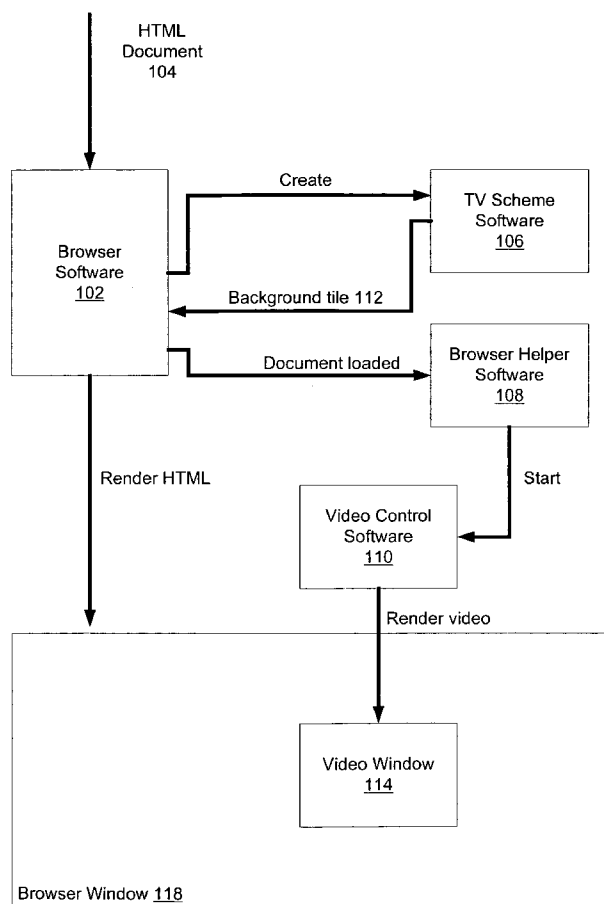 HTML
Document
104
Create
TV Scheme
Software
106
Browser
Software
102
Background tile 112
Document loaded
Browser Helper
Software
108
Render HTML
Start
Video Control
Software
110
Render video
Video Window
114
Browser Window 118